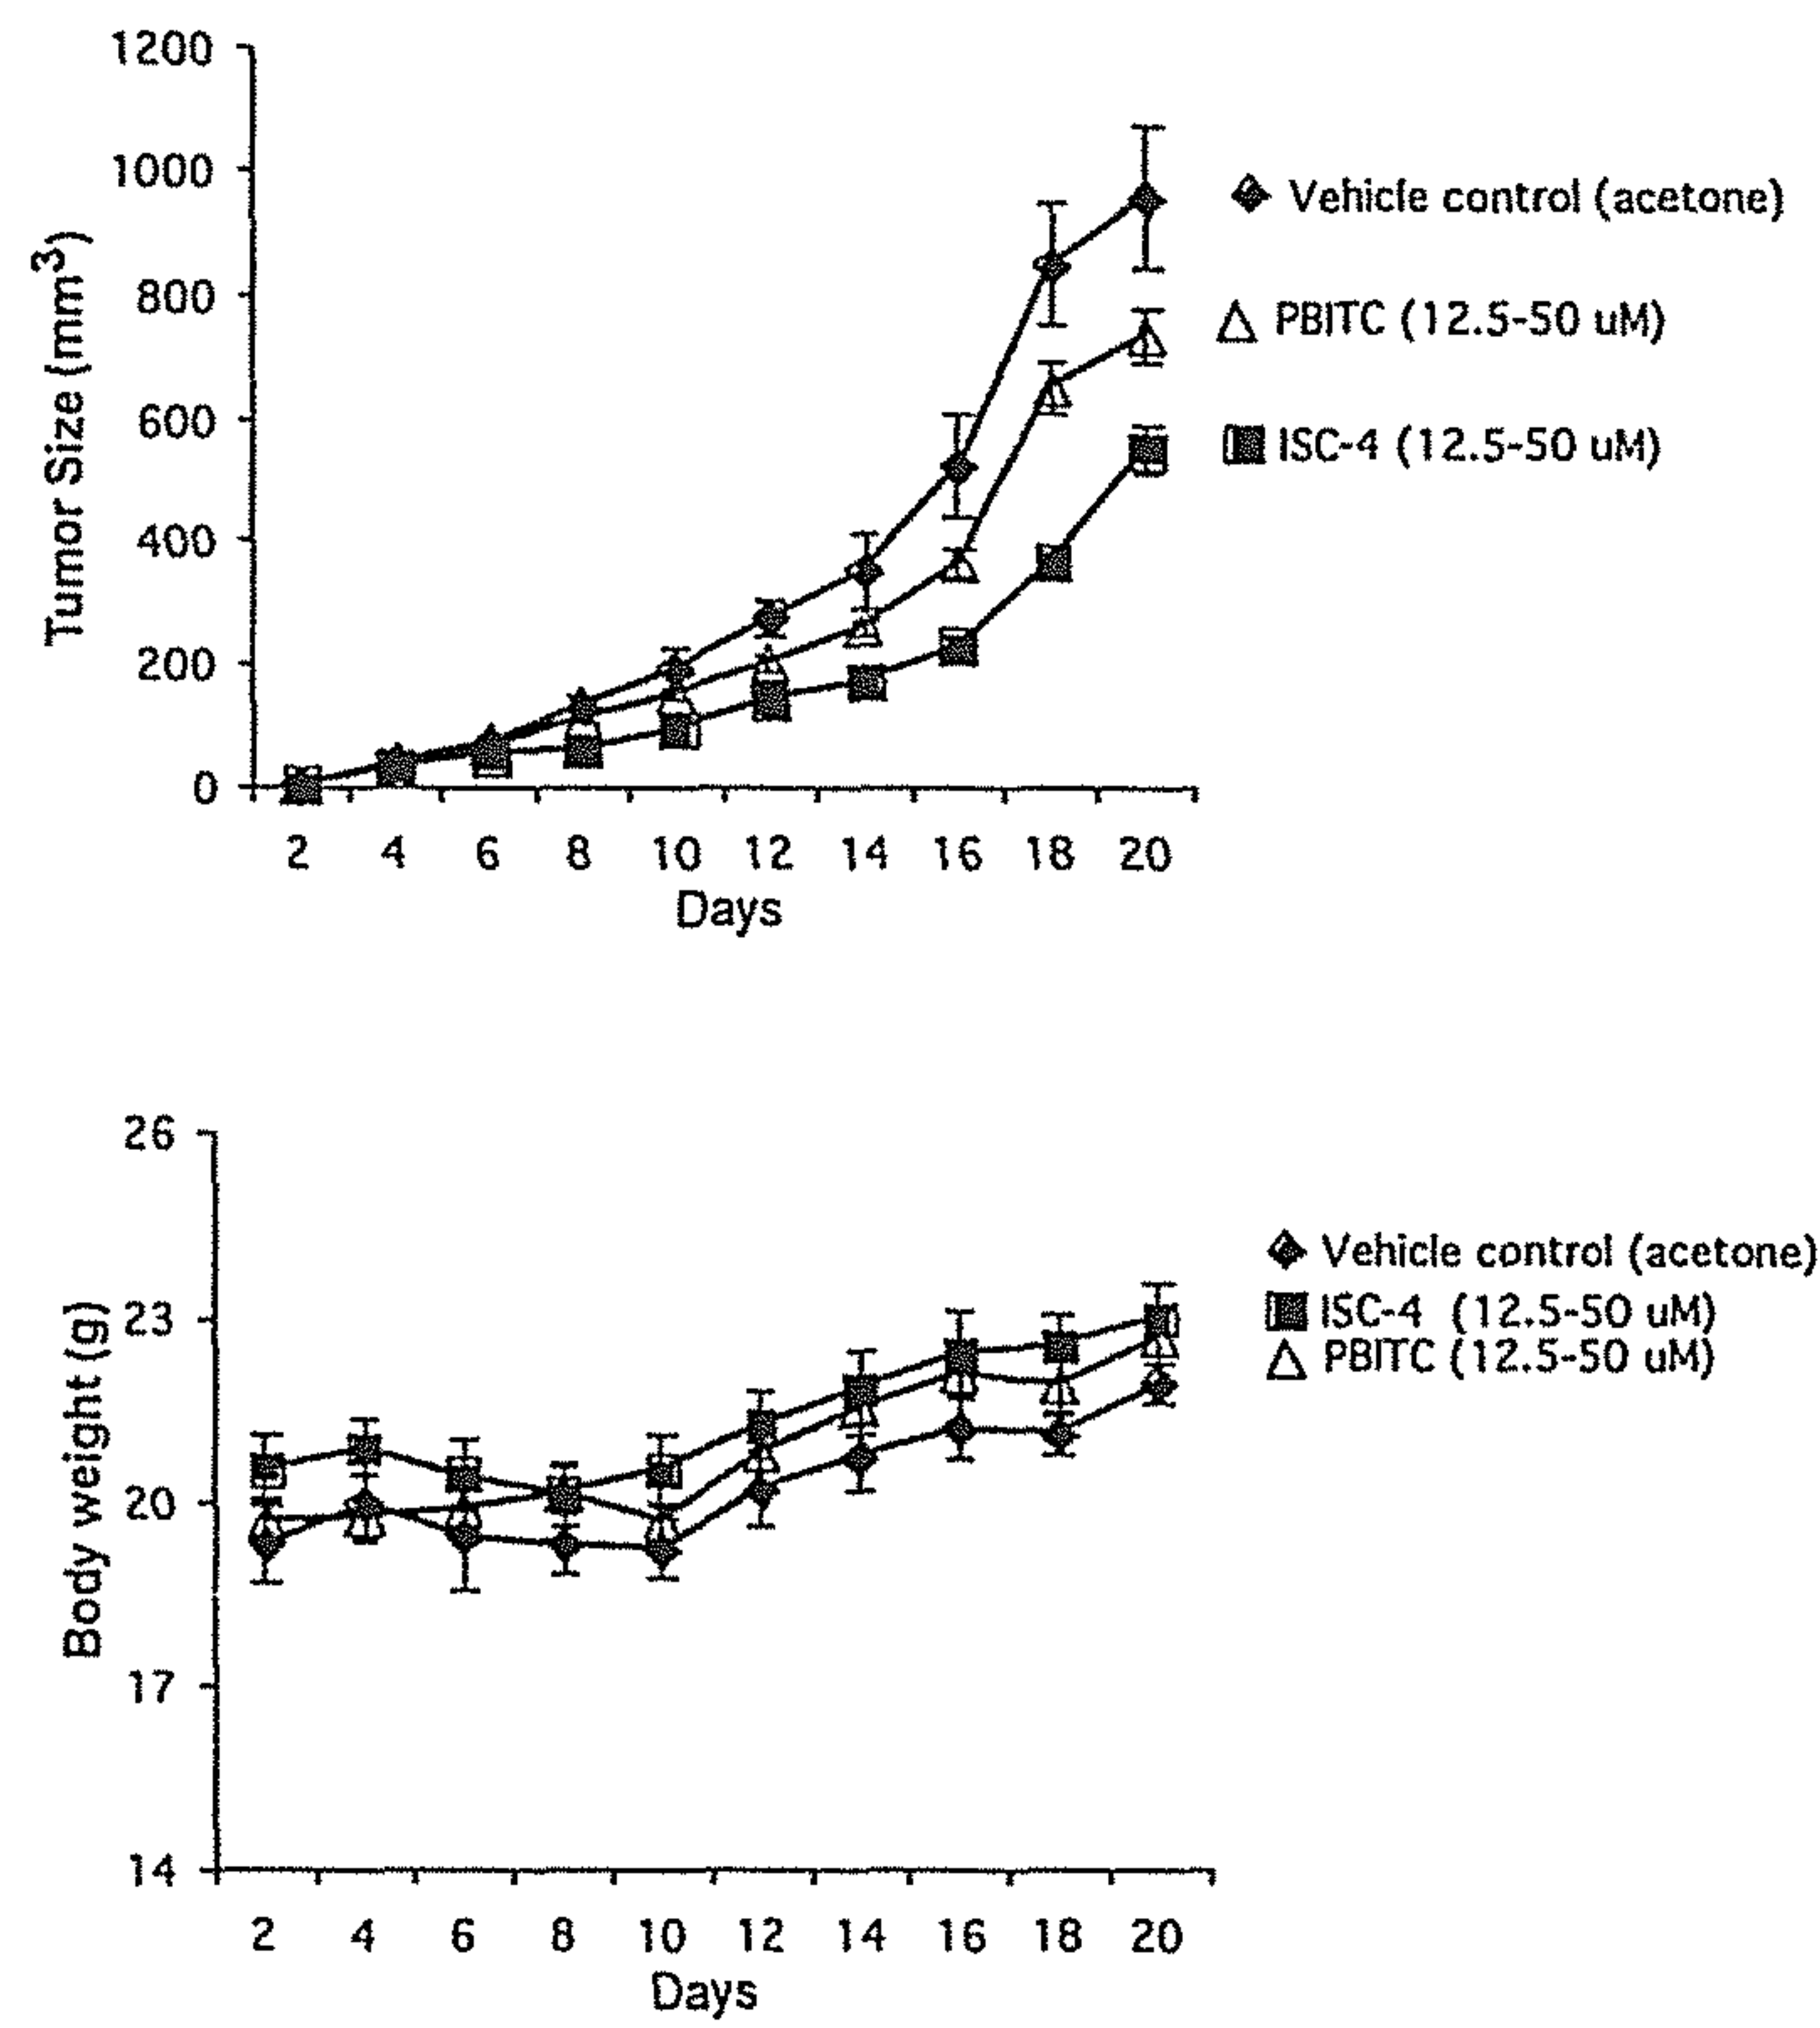 1200
1000
800
600
400
200
0
Tumor Size (mm³)
2 4 6 8 10 12 14 16 18 20
Days
Vehicle control (acetone)
PBITC (12.5-50 uM)
ISC-4 (12.5-50 uM)
26
23
20
17
14
Body weight (g)
2 4 6 8 10 12 14 16 18 20
Days
Vehicle control (acetone)
ISC-4 (12.5-50 uM)
PBITC (12.5-50 uM)